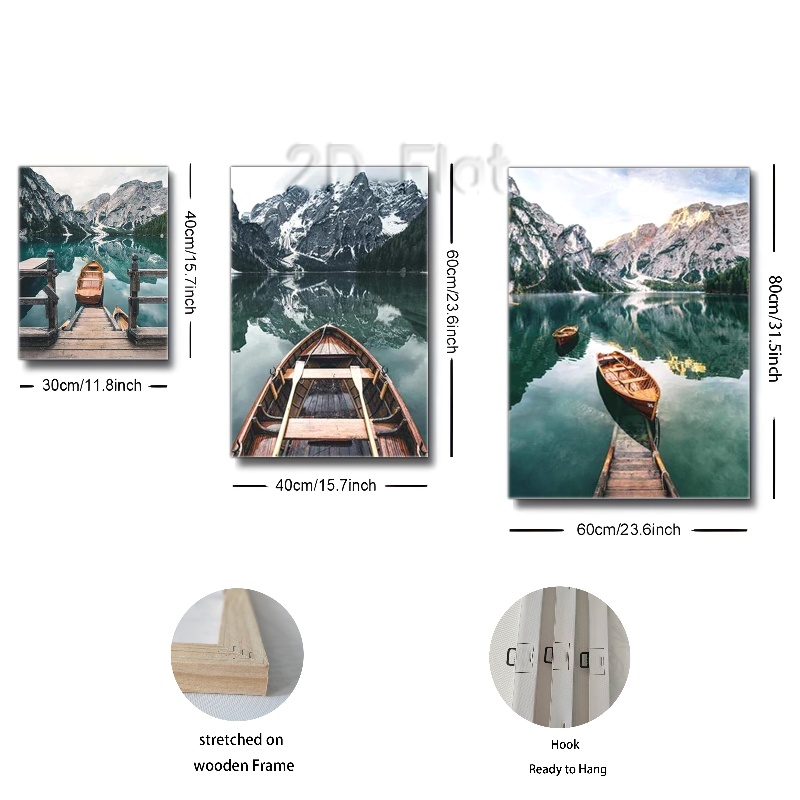 2D Flat
40cm/15.7inch
60cm/23.6inch
80cm/31.5inch
30cm/11.8inch
40cm/15.7inch
60cm/23.6inch
stretched on
wooden Frame
Hook
Ready to Hang